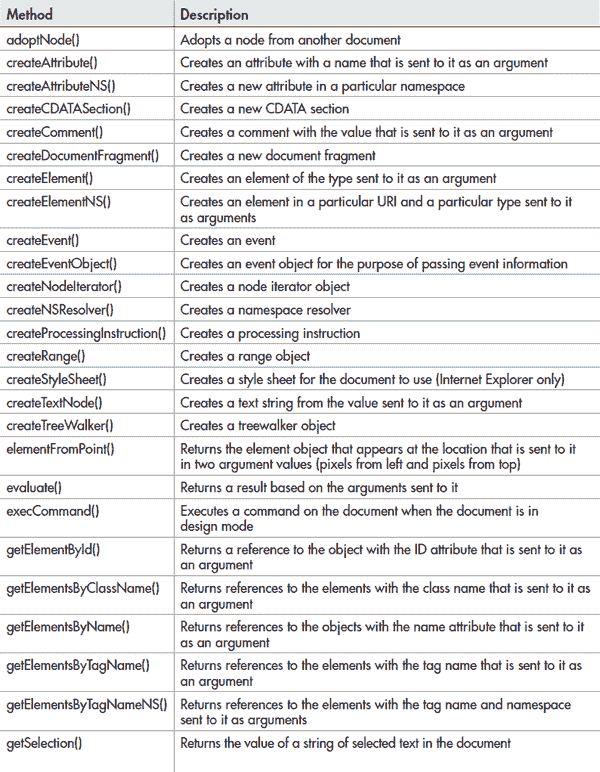 Method Description
adoptNode() Adopts a node from another document
createAttribute() Creates an attribute with a name that is sent to it as an argument
createAttributeNS() Creates a new attribute in a particular namespace
createCDATASection() Creates a new CDATA section
createComment() Creates a comment with the value that is sent to it as an argument
createDocumentFragment() Creates a new document fragment
createElement() Creates an element of the type sent to it as an argument
createElementNS() Creates an element in a particular URI and a particular type sent to it
as arguments
createEvent() Creates an event
createEventObject() Creates an event object for the purpose of passing event information
createNodeIterator() Creates a node iterator object
createNSResolver() Creates a namespace resolver
createProcessingInstruction() Creates a processing instruction
createRange() Creates a range object
createStyleSheet() Creates a style sheet for the document to use (Internet Explorer only)
createTextNode() Creates a text string from the value sent to it as an argument
createTreeWalker() Creates a treewalker object
elementFromPoint() Returns the element object that appears at the location that is sent to it
in two argument values (pixels from left and pixels from top)
evaluate() Returns a result based on the arguments sent to it
execCommand() Executes a command on the document when the document is in
design mode
getElementById() Returns a reference to the object with the ID attribute that is sent to it as
an argument
getElementsByClassName() Returns references to the elements with the class name that is sent to it as
an argument
getElementsByName() Returns references to the objects with the name attribute that is sent to it
as an argument
getElementsByTagName() Returns references to the elements with the tag name that is sent to it as
an argument
getElementsByTagNameNS() Returns references to the elements with the tag name and namespace
sent to it as arguments
getSelection() Returns the value of a string of selected text in the document